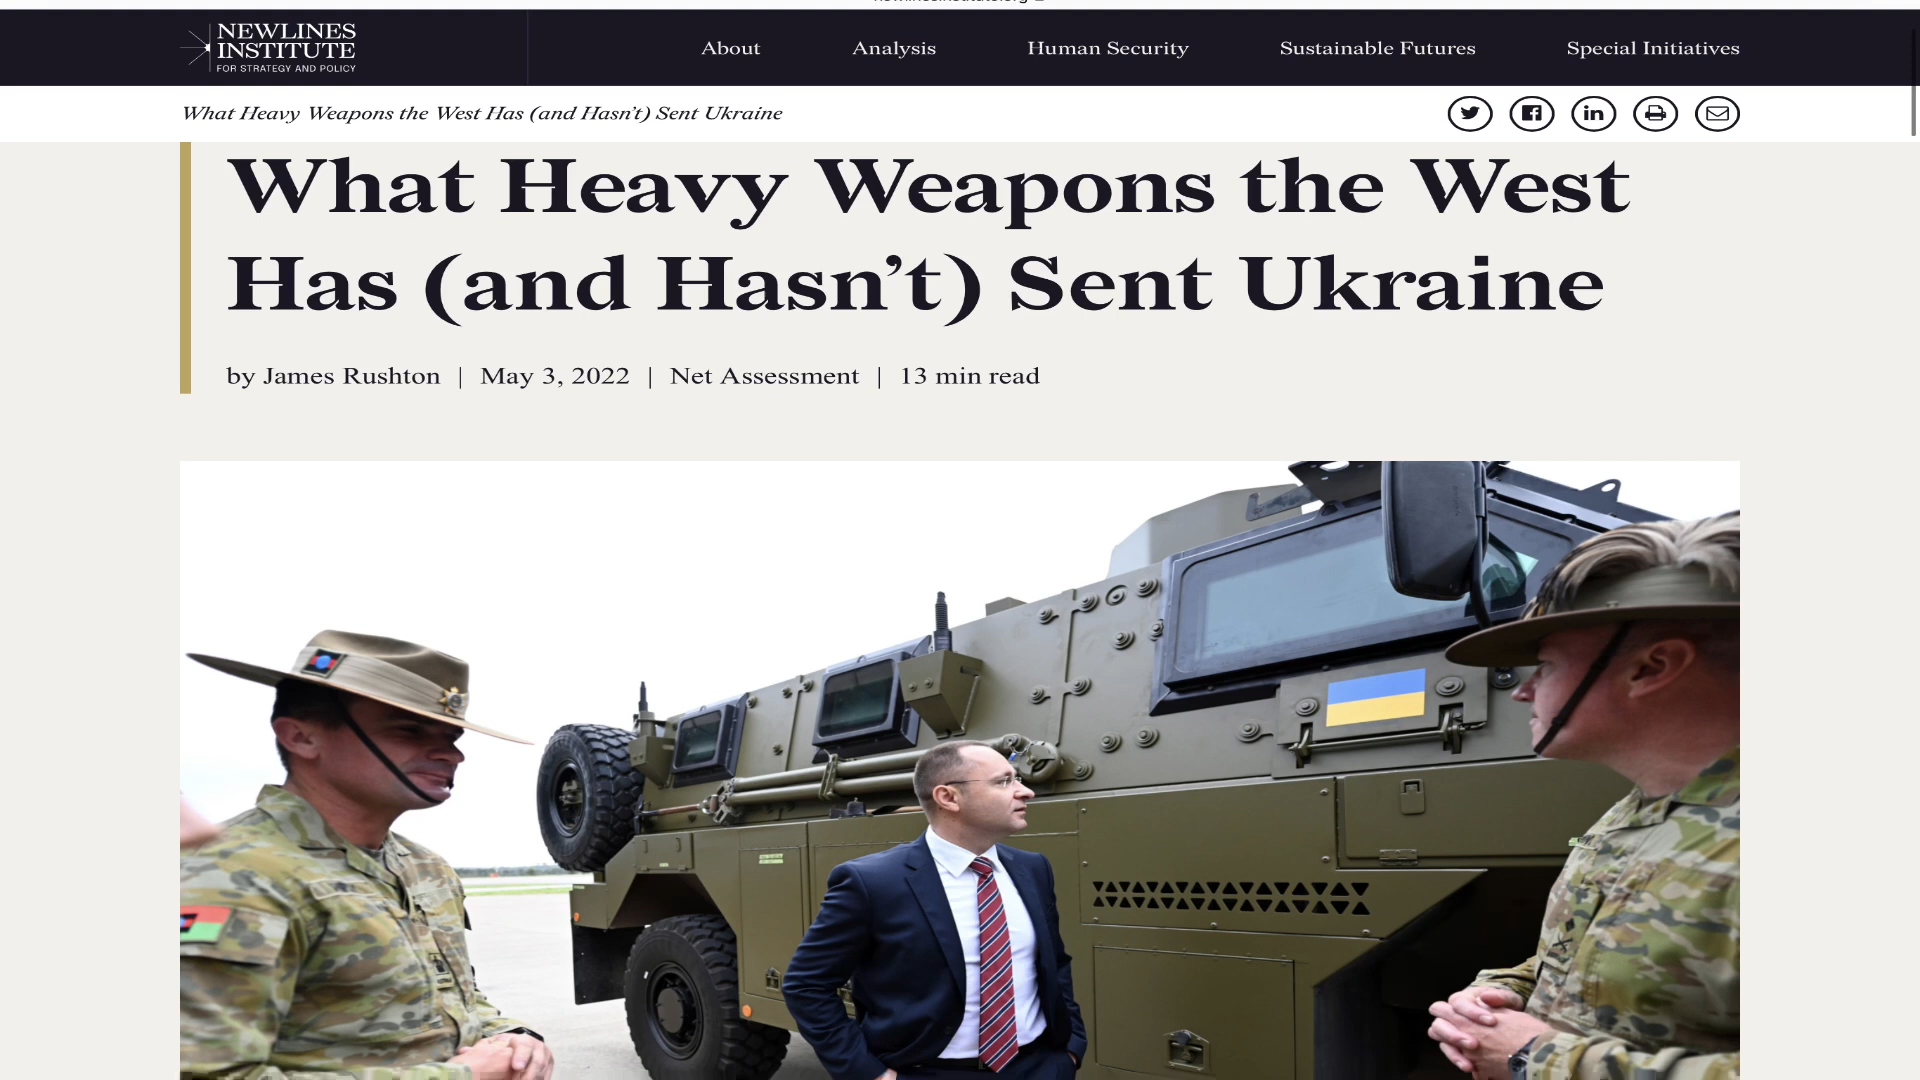 NEWLINES
INSTITUTE
FOR STRATEGY AND POLICY
About
Analysis
Human Security
Sustainable Futures
Special Initiatives
What Heavy Weapons the West Has (and Hasn’t) Sent Ukraine
What Heavy Weapons the West
Has (and Hasn’t) Sent Ukraine
by James Rushton | May 3, 2022 | Net Assessment | 13 min read